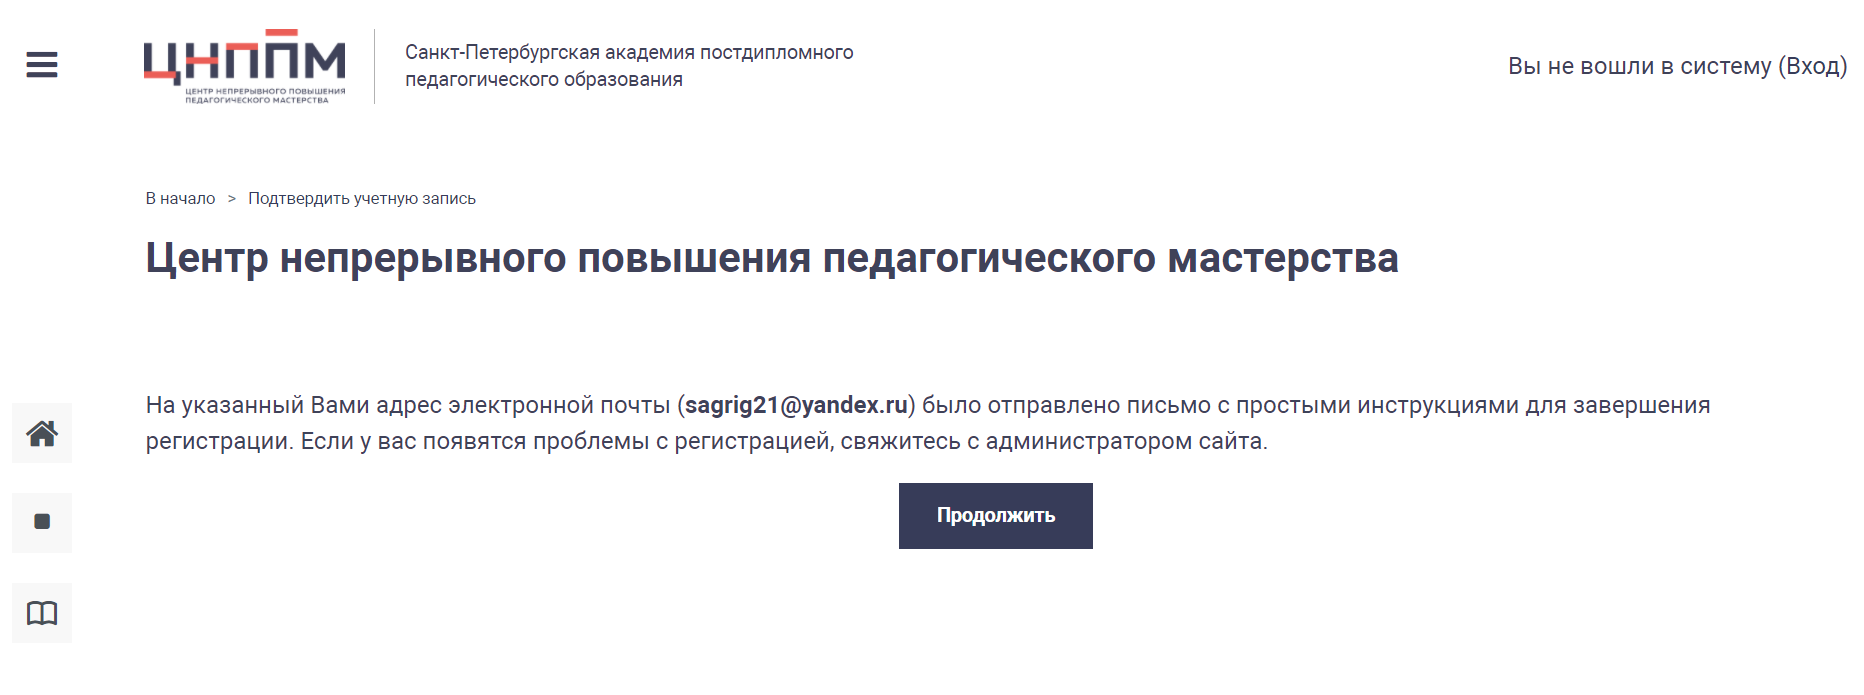 ЦНППМ
ЦЕНТР НЕПРЕРЫВНОГО ПОВЫШЕНИЯ
ПЕДАГОГИЧЕСКОГО МАСТЕРСТВА
Санкт-Петербургская академия постдипломного
педагогического образования
Вы не вошли в систему (Вход)
В начало > Подтвердить учетную запись
Центр непрерывного повышения педагогического мастерства
На указанный Вами адрес электронной почты (sagrig21@yandex.ru) было отправлено письмо с простыми инструкциями для завершения
регистрации. Если у вас появятся проблемы с регистрацией, свяжитесь с администратором сайта.
Продолжить